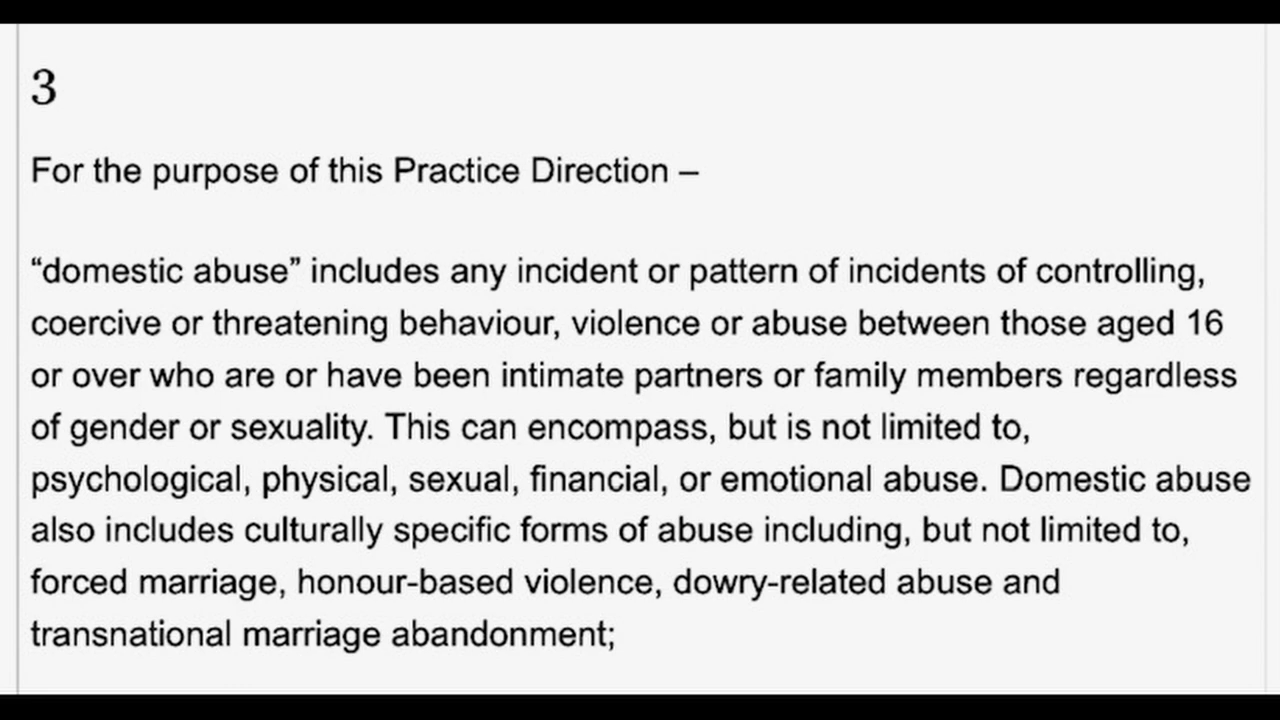 3
For the purpose of this Practice Direction –
“domestic abuse” includes any incident or pattern of incidents of controlling,
coercive or threatening behaviour, violence or abuse between those aged 16
or over who are or have been intimate partners or family members regardless
of gender or sexuality. This can encompass, but is not limited to,
psychological, physical, sexual, financial, or emotional abuse. Domestic abuse
also includes culturally specific forms of abuse including, but not limited to,
forced marriage, honour-based violence, dowry-related abuse and
transnational marriage abandonment;